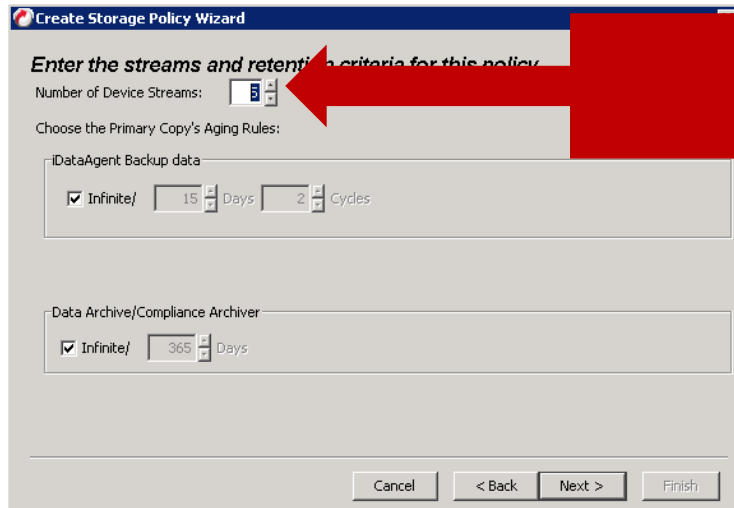 Create Storage Policy Wizard
Enter the streams and retention criteria for this policy
Number of Device Streams: 5
Choose the Primary Copy's Aging Rules:
iDataAgent Backup data
Infinite/ 15 Days 2 Cycles
Data Archive/Compliance Archiver
Infinite/ 365 Days
Cancel < Back Next > Finish